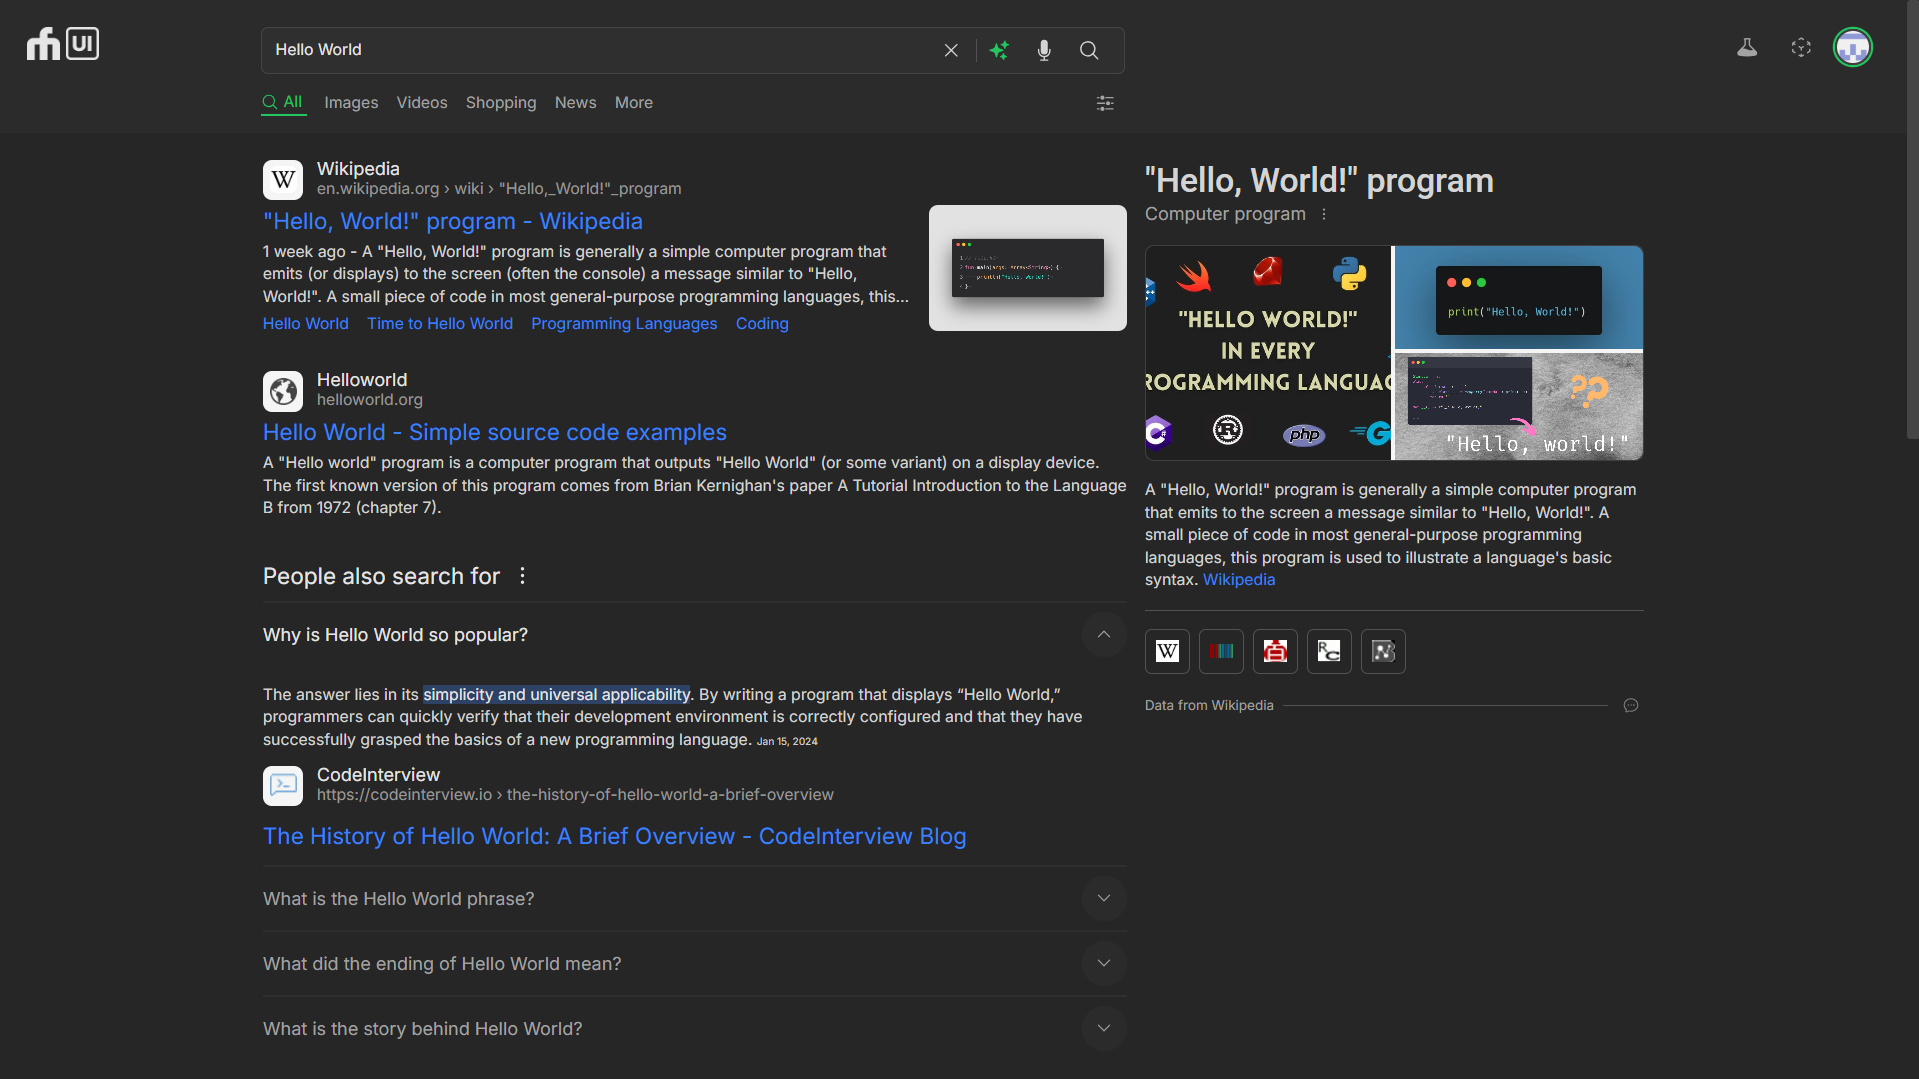 UI
Hello World
All
Images
Videos
Shopping
News
More
W
Wikipedia
en.wikipedia.org › wiki › "Hello,_World!"_program
"Hello, World!" program - Wikipedia
1 week ago - A "Hello, World!" program is generally a simple computer program that
emits (or displays) to the screen (often the console) a message similar to "Hello,
World!". A small piece of code in most general-purpose programming languages, this...
Hello World
Time to Hello World
Programming Languages
Coding
fun main(args: Array<String>) {
println("Hello, World!")
}
Helloworld
helloworld.org
Hello World - Simple source code examples
A "Hello world" program is a computer program that outputs "Hello World" (or some variant) on a display device.
The first known version of this program comes from Brian Kernighan's paper A Tutorial Introduction to the Language
B from 1972 (chapter 7).
People also search for
Why is Hello World so popular?
The answer lies in its simplicity and universal applicability. By writing a program that displays “Hello World,”
programmers can quickly verify that their development environment is correctly configured and that they have
successfully grasped the basics of a new programming language. Jan 15, 2024
CodeInterview
https://codeinterview.io › the-history-of-hello-world-a-brief-overview
The History of Hello World: A Brief Overview - CodeInterview Blog
What is the Hello World phrase?
What did the ending of Hello World mean?
What is the story behind Hello World?
"Hello, World!" program
Computer program
"HELLO WORLD!"
IN EVERY
ROGRAMMING LANGUAG
php
print("Hello, World!")
??
"Hello, world!"
A "Hello, World!" program is generally a simple computer program
that emits to the screen a message similar to "Hello, World!". A
small piece of code in most general-purpose programming
languages, this program is used to illustrate a language's basic
syntax. Wikipedia
W
RC
Data from Wikipedia